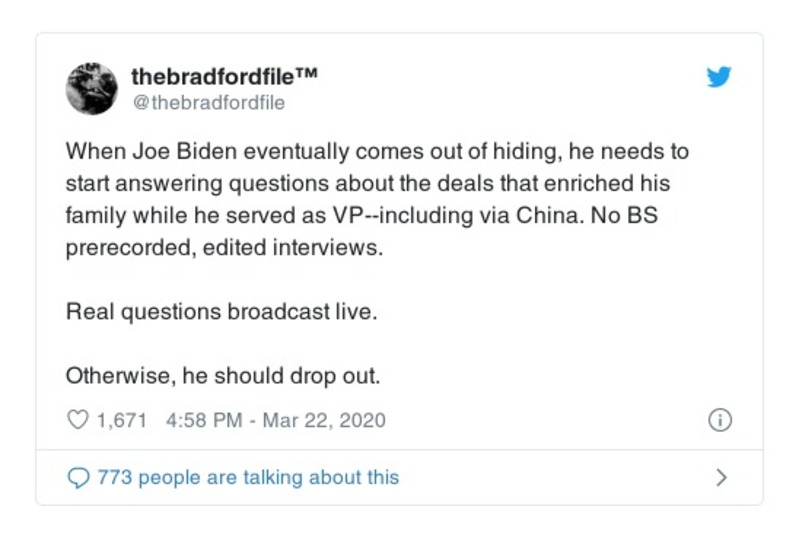 thebradfordfile™
@thebradfordfile
When Joe Biden eventually comes out of hiding, he needs to
start answering questions about the deals that enriched his
family while he served as VP--including via China. No BS
prerecorded, edited interviews.
Real questions broadcast live.
Otherwise, he should drop out.
1,671 4:58 PM - Mar 22, 2020
773 people are talking about this